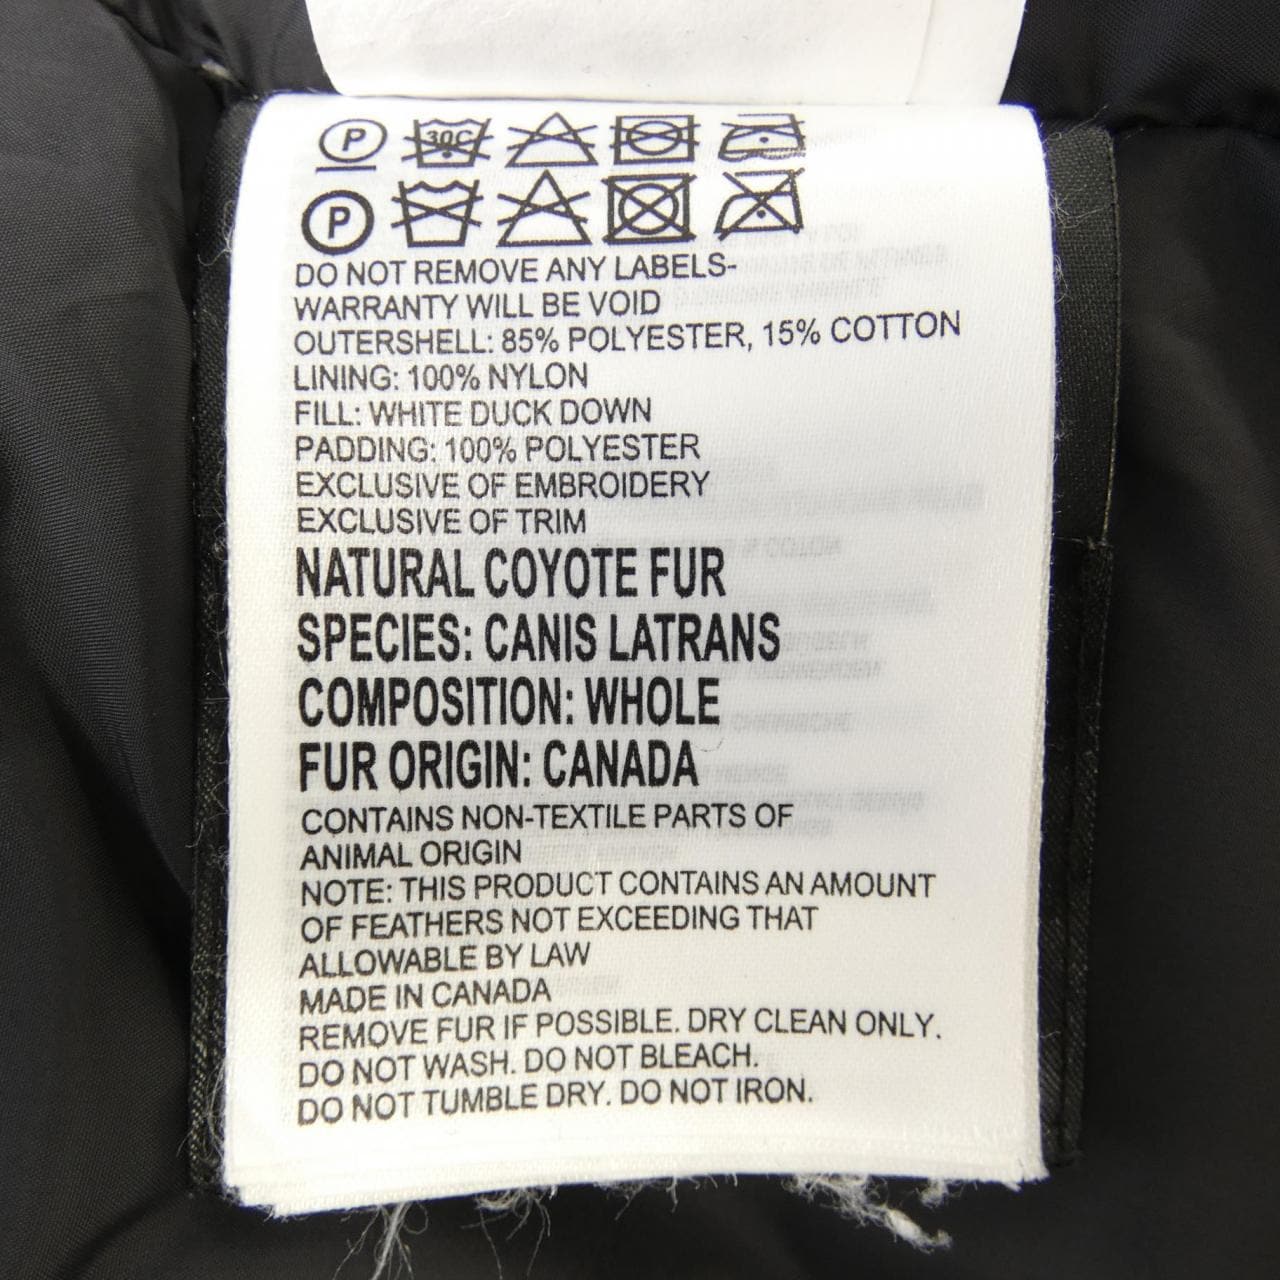 P 30C
P
DO NOT REMOVE ANY LABELS-
WARRANTY WILL BE VOID
OUTERSHELL: 85% POLYESTER, 15% COTTON
LINING: 100% NYLON
FILL: WHITE DUCK DOWN
PADDING: 100% POLYESTER
EXCLUSIVE OF EMBROIDERY
EXCLUSIVE OF TRIM
NATURAL COYOTE FUR
SPECIES: CANIS LATRANS
COMPOSITION: WHOLE
FUR ORIGIN: CANADA
CONTAINS NON-TEXTILE PARTS OF
ANIMAL ORIGIN
NOTE: THIS PRODUCT CONTAINS AN AMOUNT
OF FEATHERS NOT EXCEEDING THAT
ALLOWABLE BY LAW
MADE IN CANADA
REMOVE FUR IF POSSIBLE. DRY CLEAN ONLY.
DO NOT WASH. DO NOT BLEACH.
DO NOT TUMBLE DRY. DO NOT IRON.